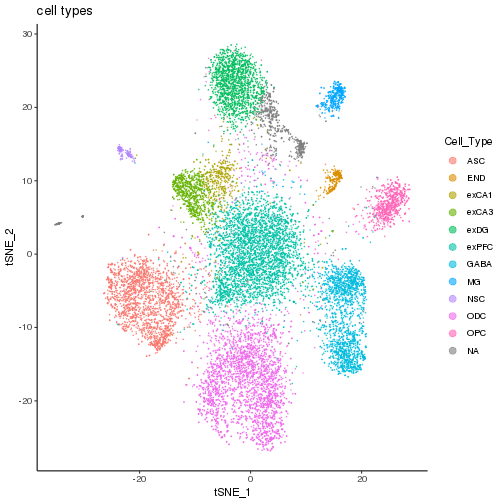 cell types
30
20
10
0
-10
-20
-20
0
20
tSNE_1
tSNE_2
Cell_Type
ASC
END
exCA1
exCA3
exDG
exPFC
GABA
MG
NSC
ODC
OPC
NA